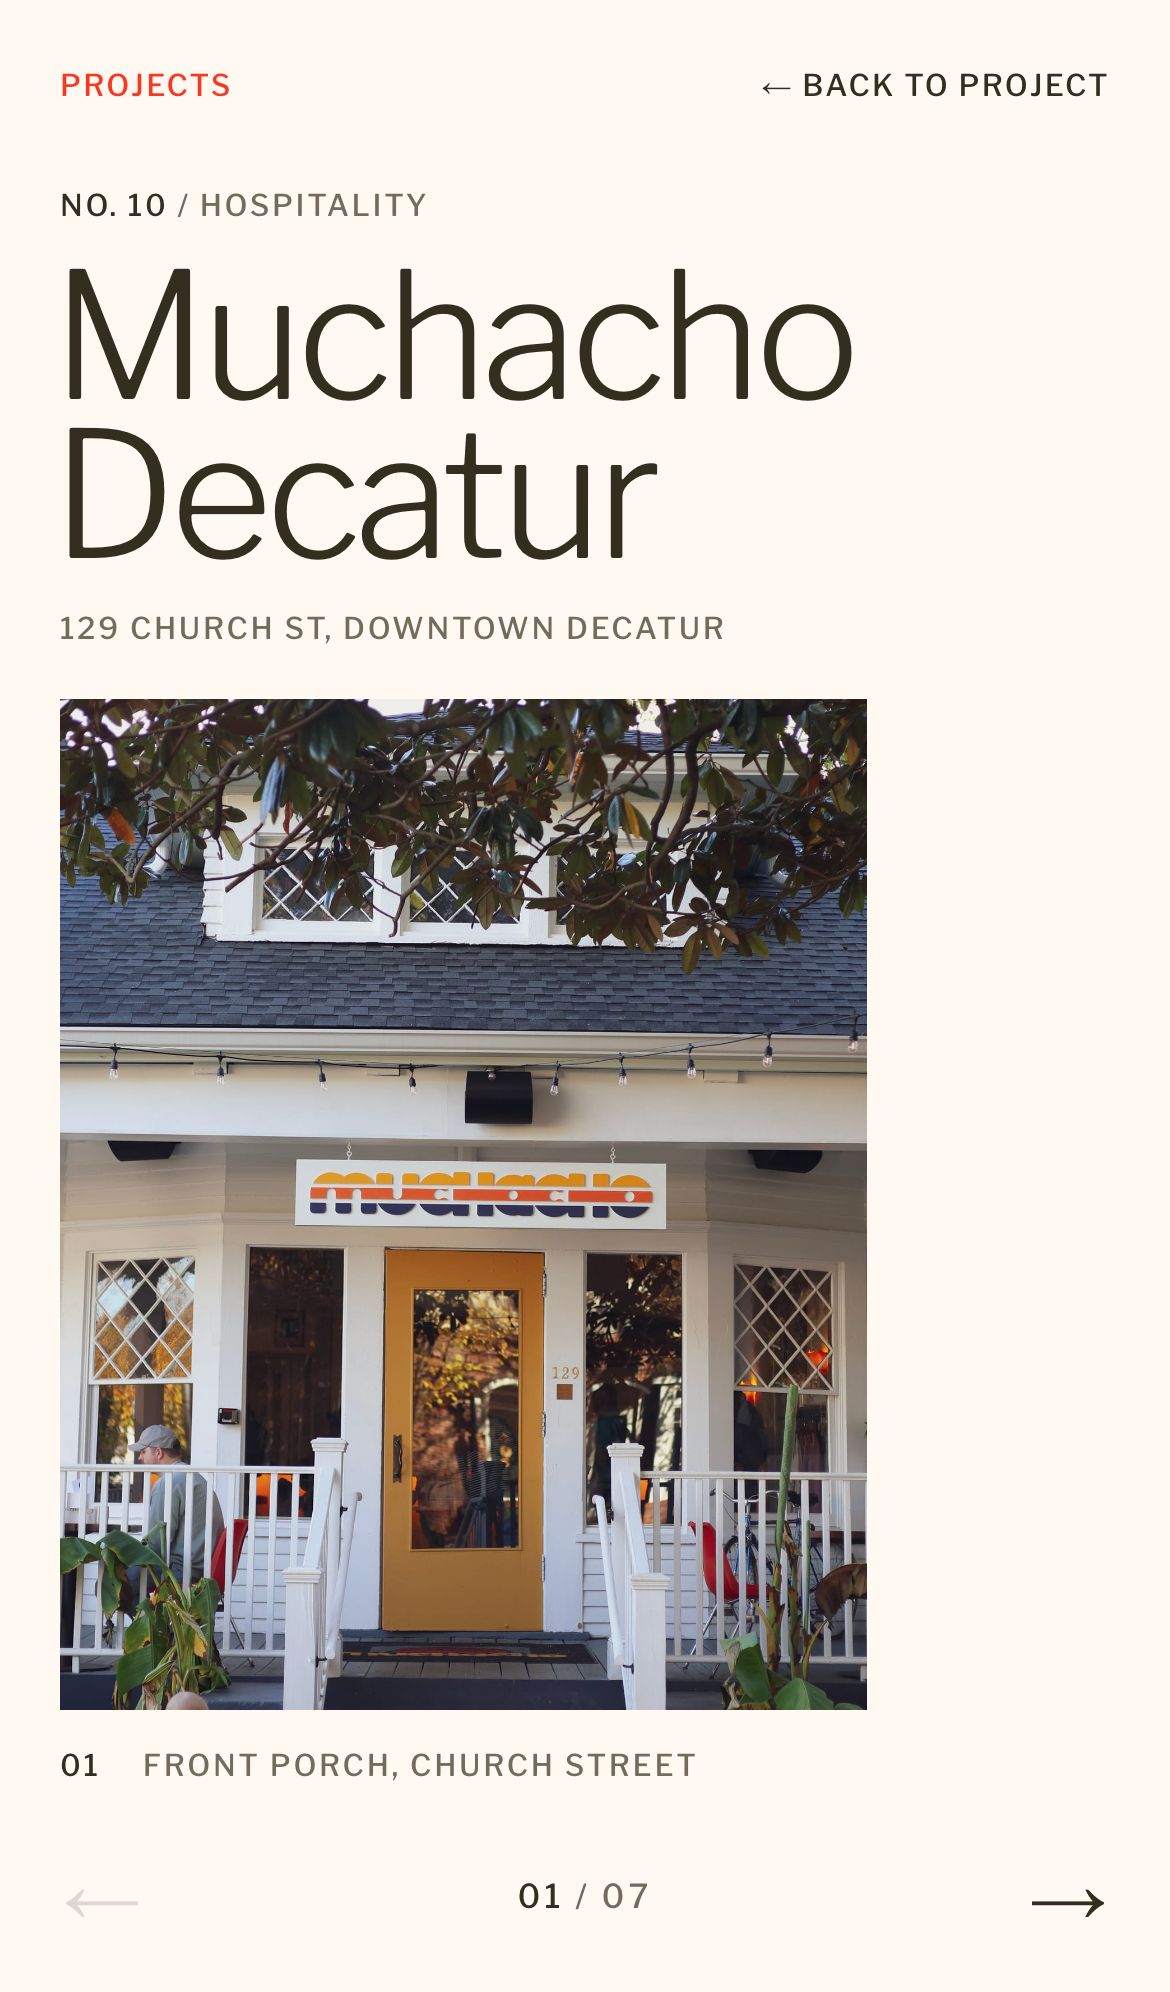 PROJECTS
← BACK TO PROJECT
NO. 10 / HOSPITALITY
Muchacho
Decatur
129 CHURCH ST, DOWNTOWN DECATUR
muchacho
129
01 FRONT PORCH, CHURCH STREET
← 01 / 07 →